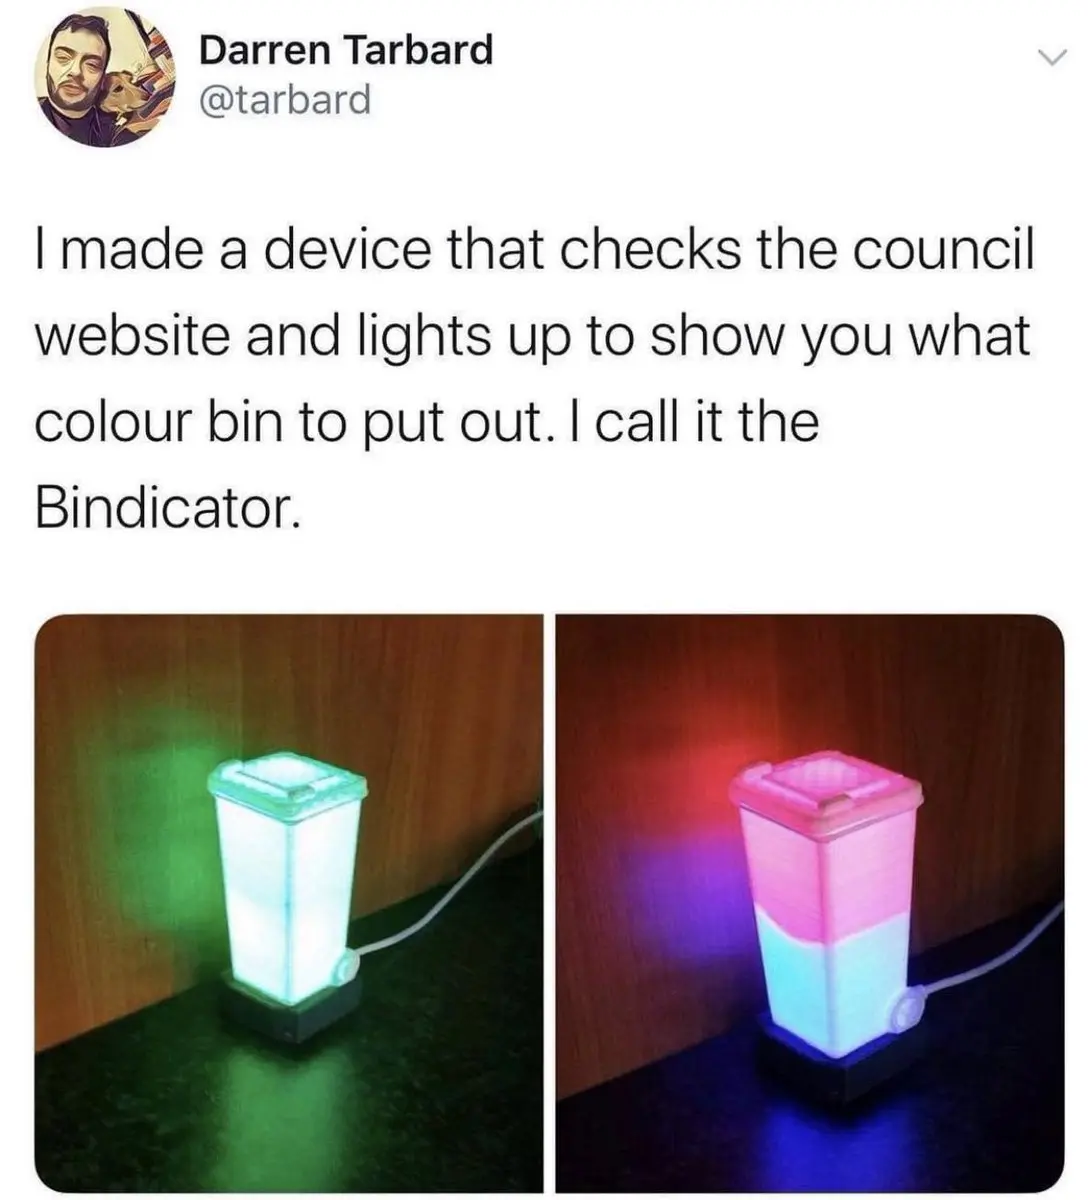 Darren Tarbard
@tarbard
I made a device that checks the council
website and lights up to show you what
colour bin to put out. I call it the
Bindicator.